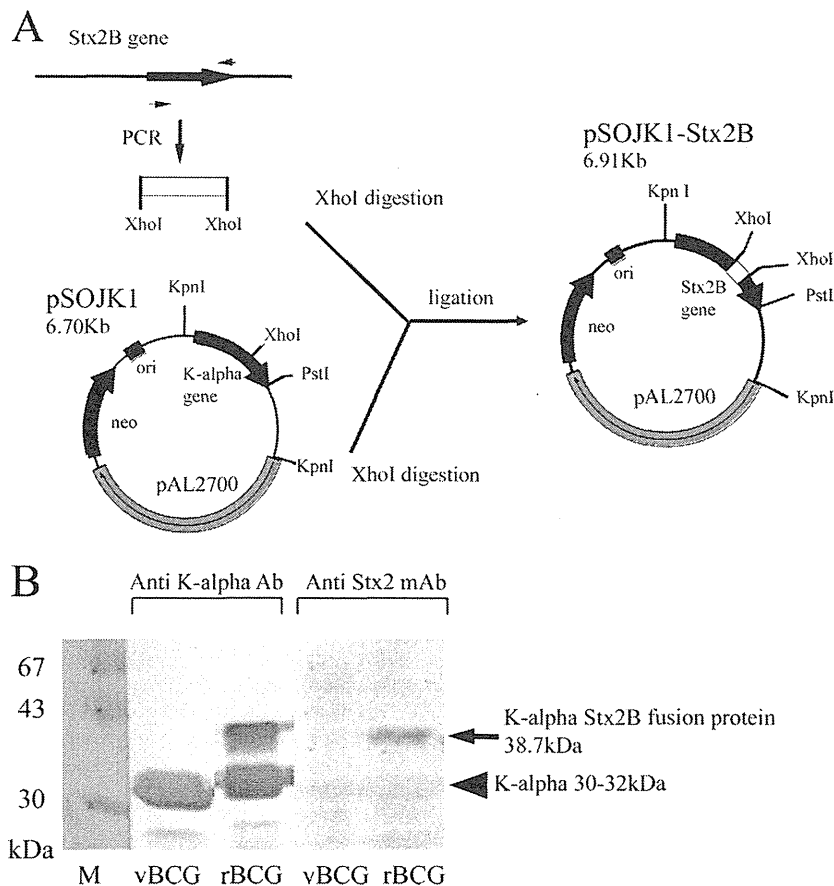 A
Stx2B gene
PCR
XhoI XhoI
XhoI digestion
pSOJK1
6.70Kb
KpnI
XhoI
ori
K-alpha
gene
PstI
neo
KpnI
pAL2700
XhoI digestion
ligation
pSOJK1-Stx2B
6.91Kb
Kpn I
XhoI
XhoI
ori
Stx2B
gene
PstI
neo
pAL2700
KpnI
B
Anti K-alpha Ab Anti Stx2 mAb
67
43
30
kDa
K-alpha Stx2B fusion protein
38.7kDa
K-alpha 30-32kDa
M vBCG rBCG vBCG rBCG